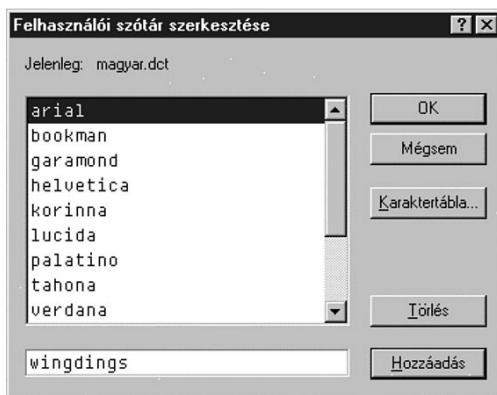 Felhasználói szótár szerkesztése
Jelenleg: magyar.dct
arial
bookman
garamond
helvetica
korinna
lucida
palatino
tahona
verdana
wingdings
OK
Mégsem
Karaktertábla...
Törlés
Hozzáadás